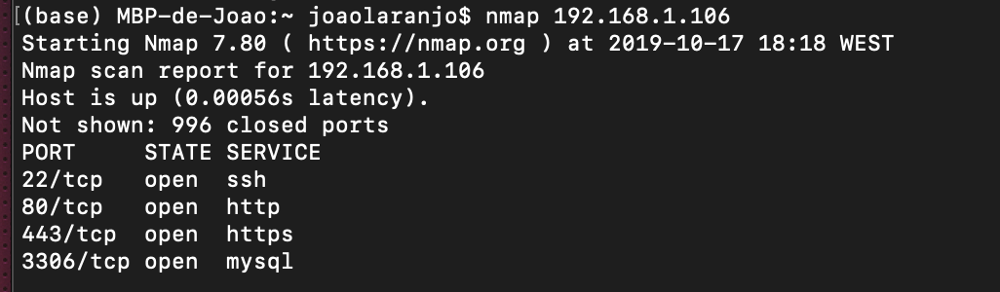 [(base) MBP-de-Joao:~ joaolaranjo$ nmap 192.168.1.106
Starting Nmap 7.80 ( https://nmap.org ) at 2019-10-17 18:18 WEST
Nmap scan report for 192.168.1.106
Host is up (0.00056s latency).
Not shown: 996 closed ports
PORT     STATE SERVICE
22/tcp   open  ssh
80/tcp   open  http
443/tcp  open  https
3306/tcp open  mysql